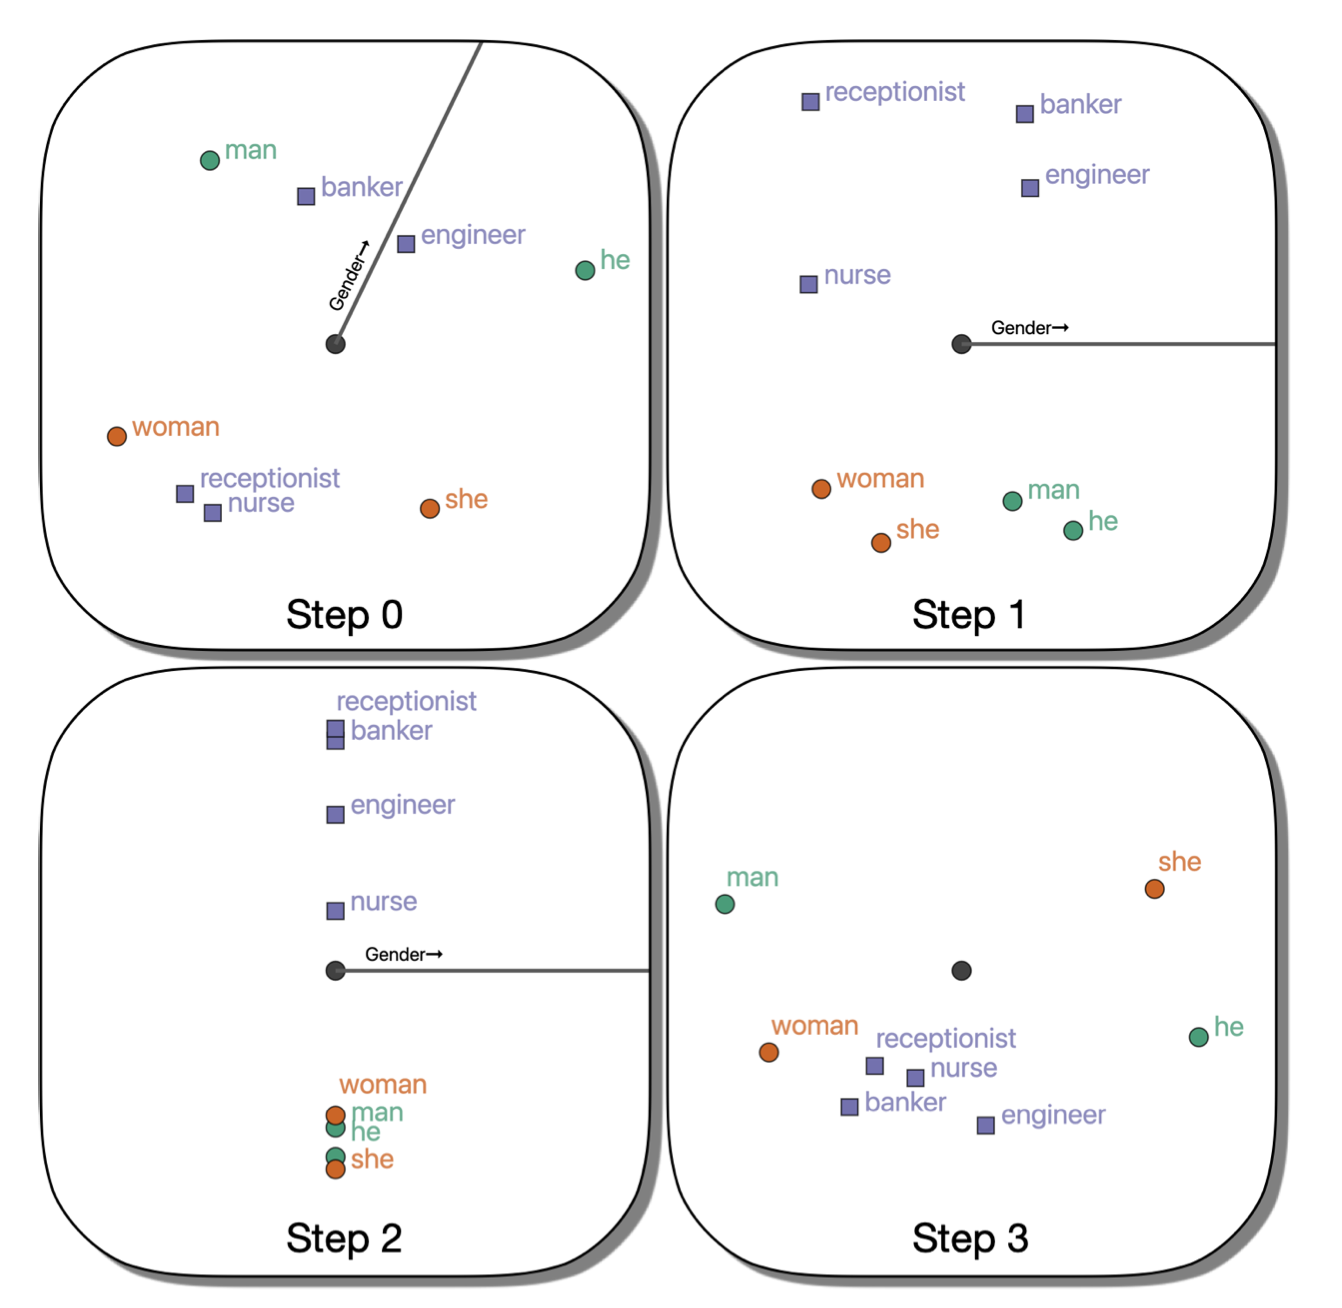 man
banker
engineer
he
Gender→
woman
receptionist
nurse
she
Step 0
receptionist
banker
engineer
nurse
Gender→
woman
man
he
she
Step 1
receptionist
banker
engineer
nurse
Gender→
woman
man
he
she
Step 2
she
man
he
woman
receptionist
nurse
banker
engineer
Step 3